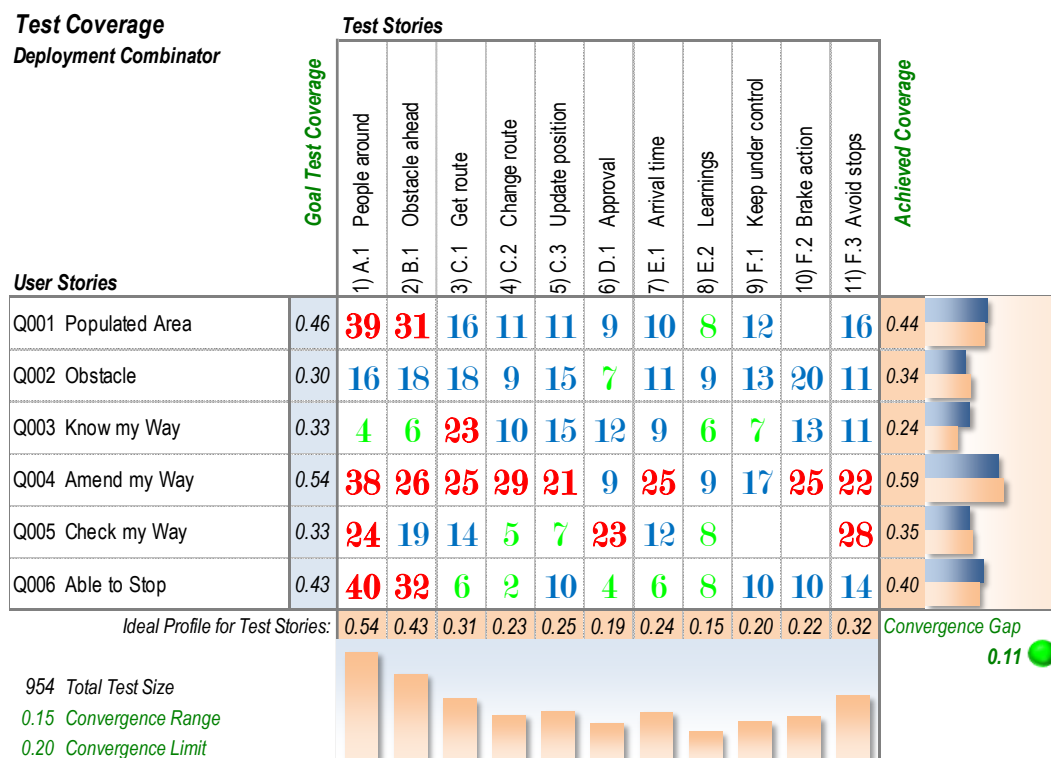 Test Coverage
Test Stories
Deployment Combinator
Goal Test Coverage
1) A.1 People around
2) B.1 Obstacle ahead
3) C.1 Get route
4) C.2 Change route
5) C.3 Update position
6) D.1 Approval
7) E.1 Arrival time
8) E.2 Learnings
9) F.1 Keep under control
10) F.2 Brake action
11) F.3 Avoid stops
Achieved Coverage
User Stories
Q001 Populated Area 0.46 39 31 16 11 11 9 10 8 12 16 0.44
Q002 Obstacle 0.30 16 18 18 9 15 7 11 9 13 20 11 0.34
Q003 Know my Way 0.33 4 6 23 10 15 12 9 6 7 13 11 0.24
Q004 Amend my Way 0.54 38 26 25 29 21 9 25 9 17 25 22 0.59
Q005 Check my Way 0.33 24 19 14 5 7 23 12 8 28 0.35
Q006 Able to Stop 0.43 40 32 6 2 10 4 6 8 10 10 14 0.40
Ideal Profile for Test Stories: 0.54 0.43 0.31 0.23 0.25 0.19 0.24 0.15 0.20 0.22 0.32 Convergence Gap
0.11
954 Total Test Size
0.15 Convergence Range
0.20 Convergence Limit